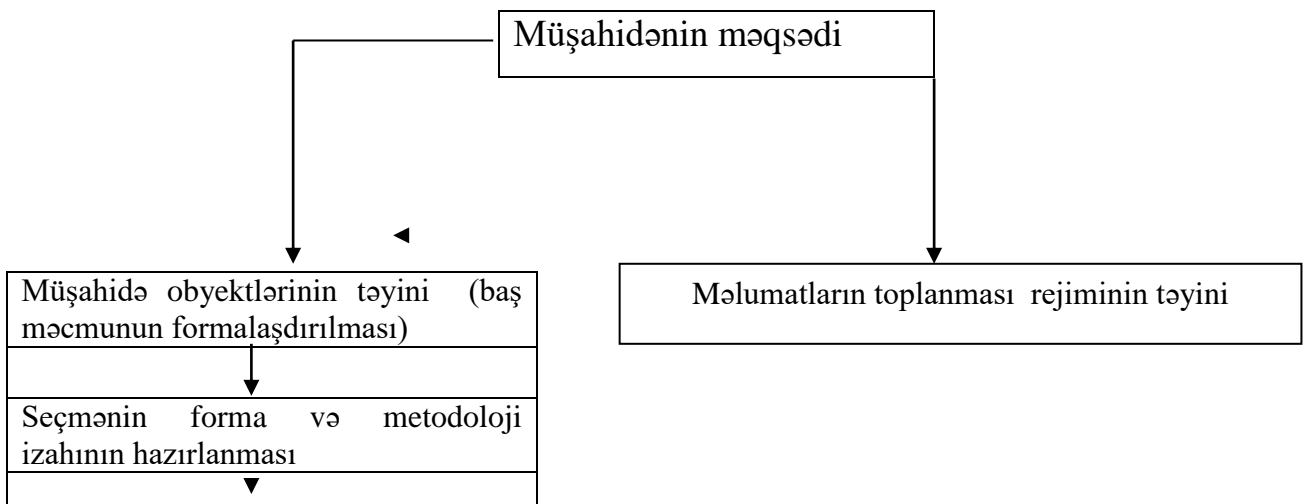 Müşahidənin məqsədi
Müşahidə obyektlərinin təyini (baş
məcmunun formalaşdırılması)
Məlumatların toplanması rejiminin təyini
Seçmənin forma və metodoloji
izahının hazırlanması